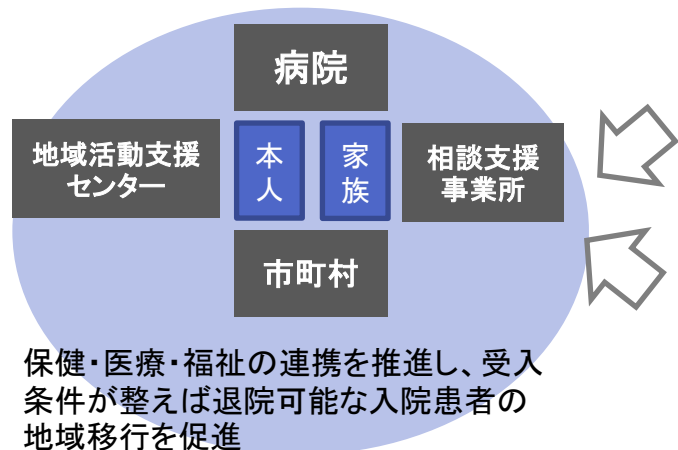 病院
地域活動支援
センター
本人
家族
相談支援
事業所
市町村
保健・医療・福祉の連携を推進し、受入
条件が整えば退院可能な入院患者の
地域移行を促進